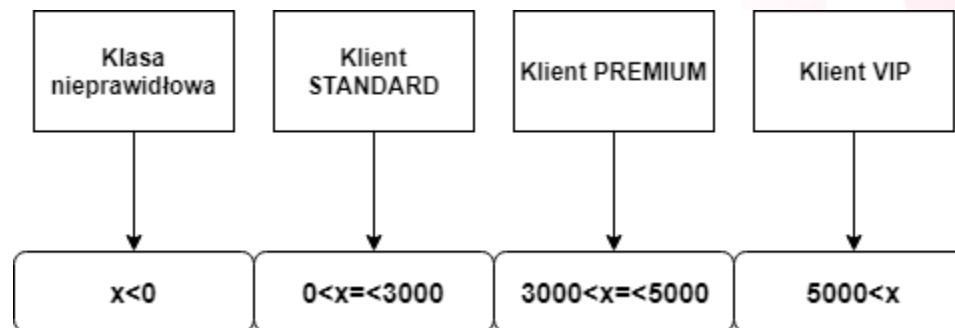 Klasa
nieprawidłowa
Klient
STANDARD
Klient PREMIUM
Klient VIP
x<0
0<x=<3000
3000<x=<5000
5000<x